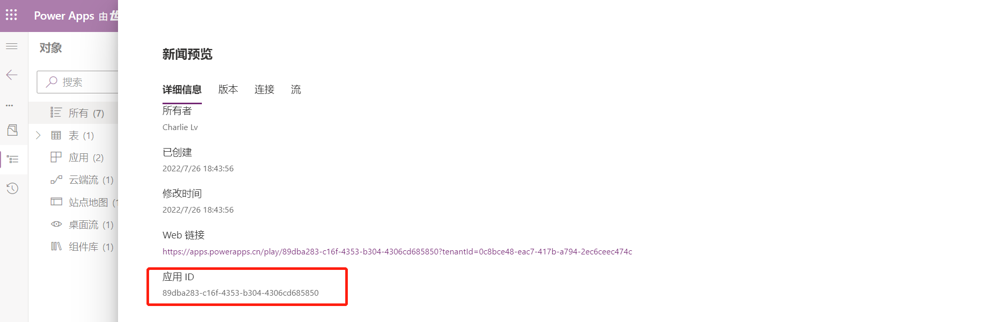 Power Apps 由
对象
搜索
所有 (7)
表 (1)
应用 (2)
云端流 (1)
站点地图
桌面流 (1)
组件库 (1)
新闻预览
详细信息 版本 连接 流
所有者
Charlie Lv
已创建
2022/7/26 18:43:56
修改时间
2022/7/26 18:43:56
Web 链接
https://apps.powerapps.cn/play/89dba283-c16f-4353-b304-4306cd685850?tenantId=0c8bce48-eac7-417b-a794-2ec6ceec474c
应用 ID
89dba283-c16f-4353-b304-4306cd685850